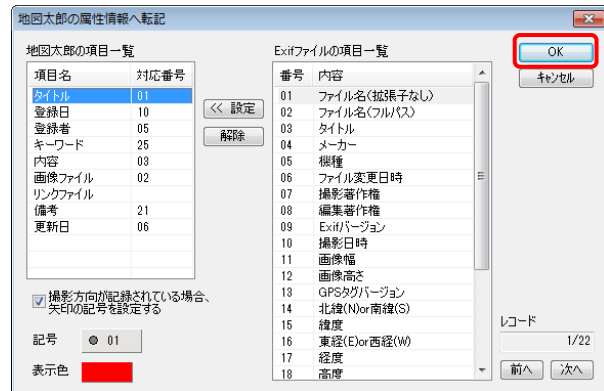 地図太郎の属性情報へ転記
地図太郎の項目一覧
項目名 対応番号
タイトル 01
登録日 10
登録者 05
キーワード 25
内容 03
画像ファイル 02
リンクファイル
備考 21
更新日 06
<< 設定
解除
撮影方向が記録されている場合、
矢印の記号を設定する
記号 01
表示色
Exifファイルの項目一覧
番号 内容
01 ファイル名(拡張子なし)
02 ファイル名(フルパス)
03 タイトル
04 メーカー
05 機種
06 ファイル変更日時
07 撮影著作権
08 編集著作権
09 Exifバージョン
10 撮影日時
11 画像幅
12 画像高さ
13 GPSタグバージョン
14 北緯(N)or南緯(S)
15 緯度
16 東経(E)or西経(W)
17 経度
18 高度
OK
キャンセル
レコード
1/22
前へ 次へ